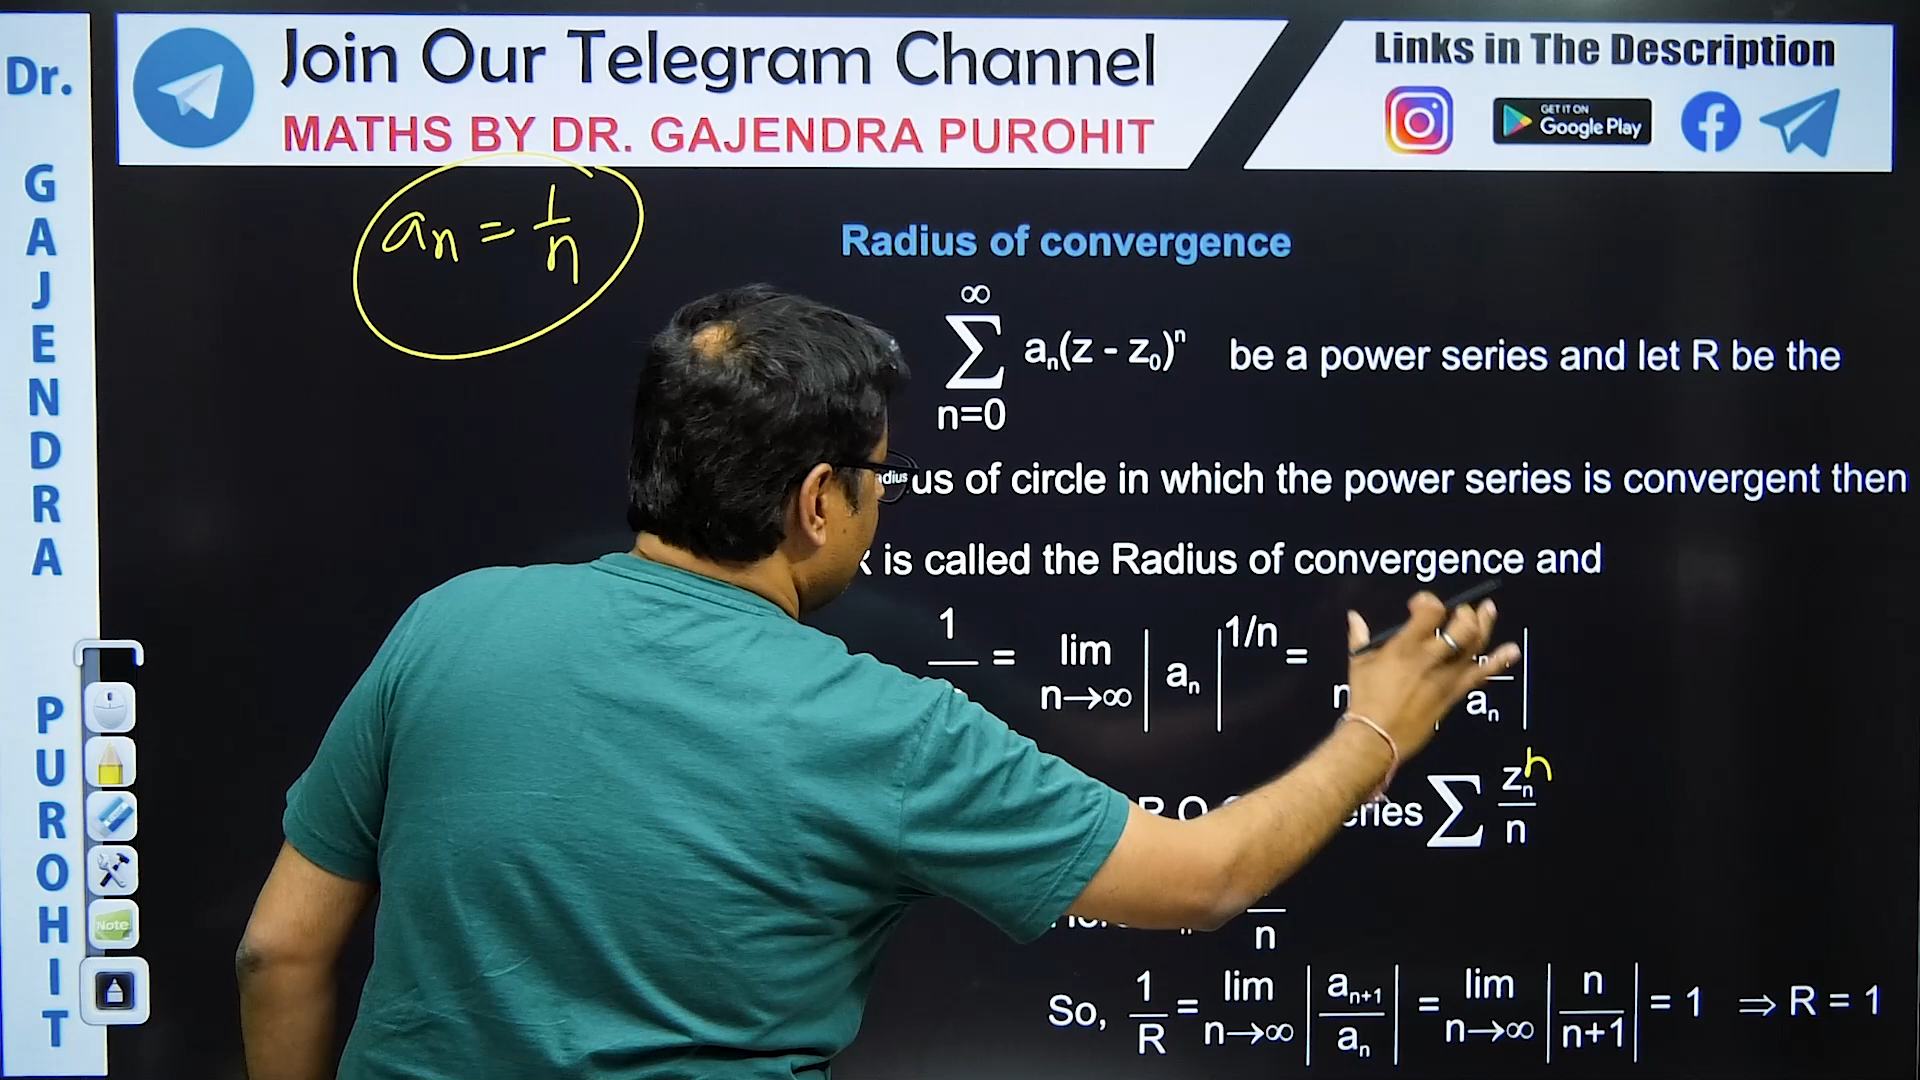 Join Our Telegram Channel
MATHS BY DR. GAJENDRA PUROHIT
Links in The Description
GET IT ON
Google Play
Dr.
GAJENDRA
PUROHIT
aₙ = 1/n
Radius of convergence
∞
∑ aₙ(z - z₀)ⁿ be a power series and let R be the
n=0
of circle in which the power series is convergent then
is called the Radius of convergence and
1/ = lim n→∞ | aₙ |^1/n = aₙ |
∑ zₙⁿ/n
n
So, 1/R = lim n→∞ | aₙ₊₁/aₙ | = lim n→∞ | n/n+1 | = 1 ⇒ R = 1
Note